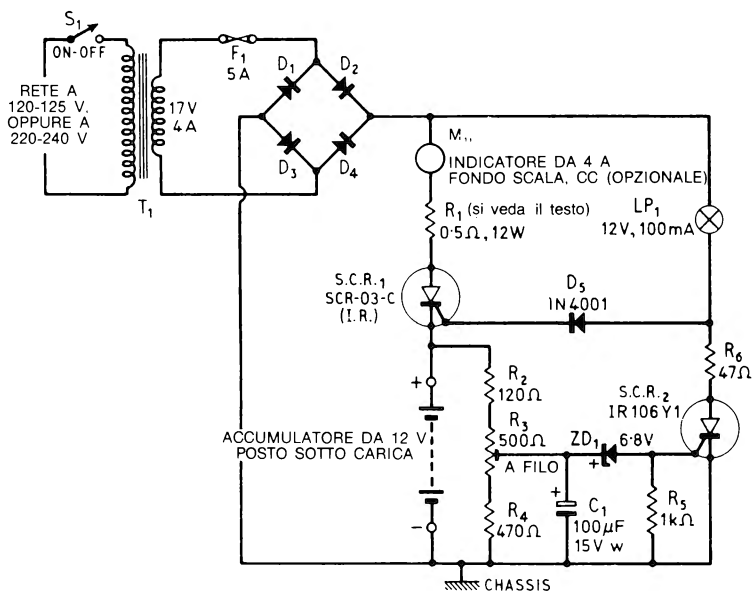 S1
ON-OFF
RETE A
120-125 V.
OPPURE A
220-240 V
T1
17V
4A
F1
5A
D1
D2
D3
D4
M1,
INDICATORE DA 4 A
FONDO SCALA, CC (OPZIONALE)
R1 (si veda il testo)
0·5Ω, 12W
LP1
12V, 100mA
S.C.R.1
SCR-03-C
(I.R.)
D5
IN4001
R6
47Ω
S.C.R.2
IR106Y1
+
R2
120Ω
R3
500Ω
A FILO
ACCUMULATORE DA 12 V
POSTO SOTTO CARICA
ZD1
6·8V
+
+
R4
470Ω
C1
100µF
15V w
R5
1kΩ
-
CHASSIS